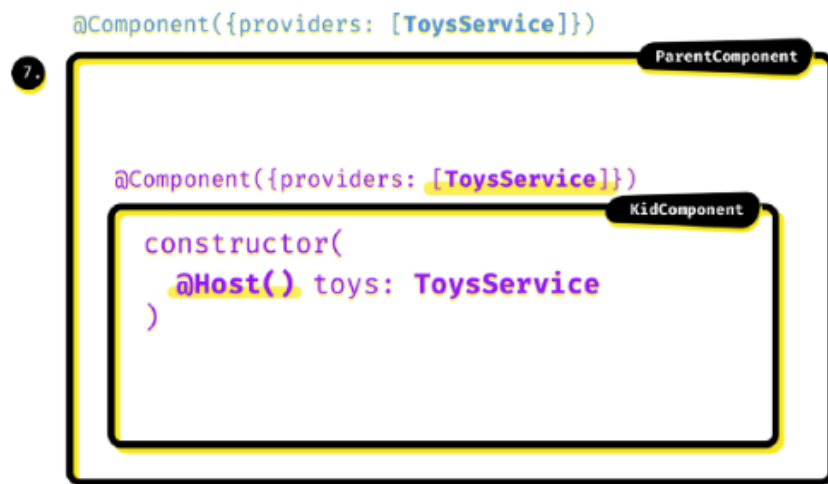 @Component({providers: [ToysService]})
7.
ParentComponent
@Component({providers: [ToysService]})
KidComponent
constructor(
@Host() toys: ToysService
)